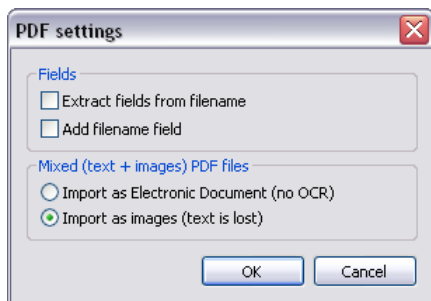 PDF settings
Fields
Extract fields from filename
Add filename field
Mixed (text + images) PDF files
Import as Electronic Document (no OCR)
Import as images (text is lost)
OK Cancel